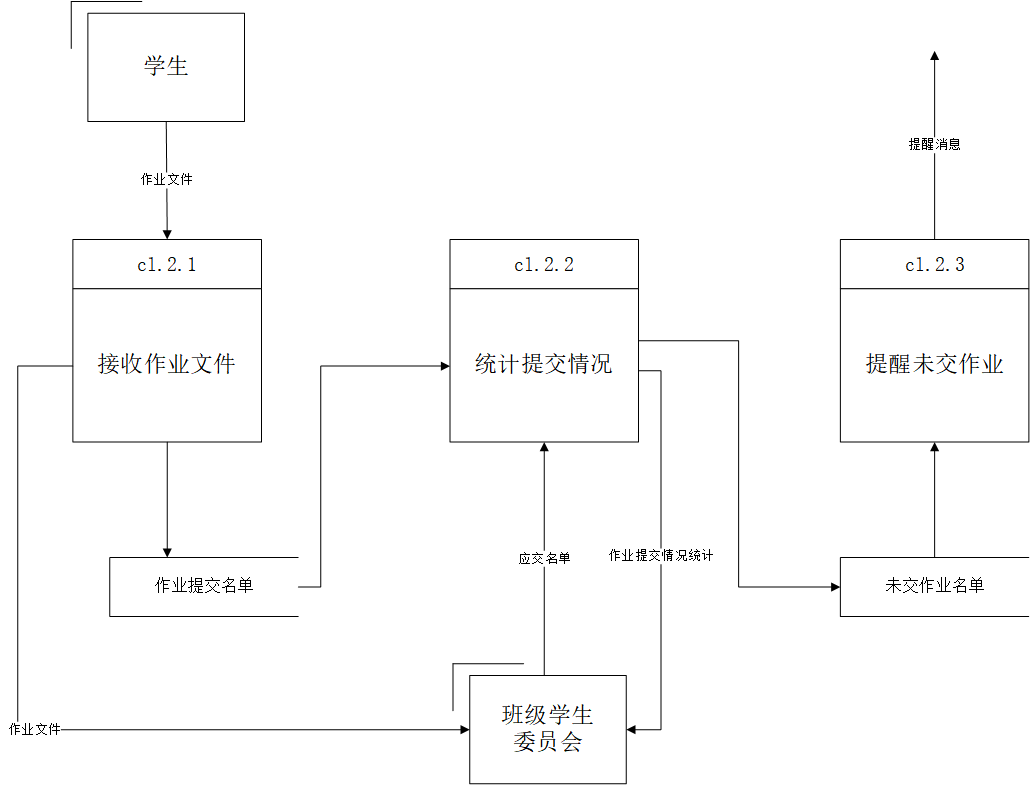 学生
提醒消息
作业文件
c1.2.1
c1.2.2
c1.2.3
接收作业文件
统计提交情况
提醒未交作业
应交名单
作业提交情况统计
作业提交名单
未交作业名单
班级学生
委员会
作业文件